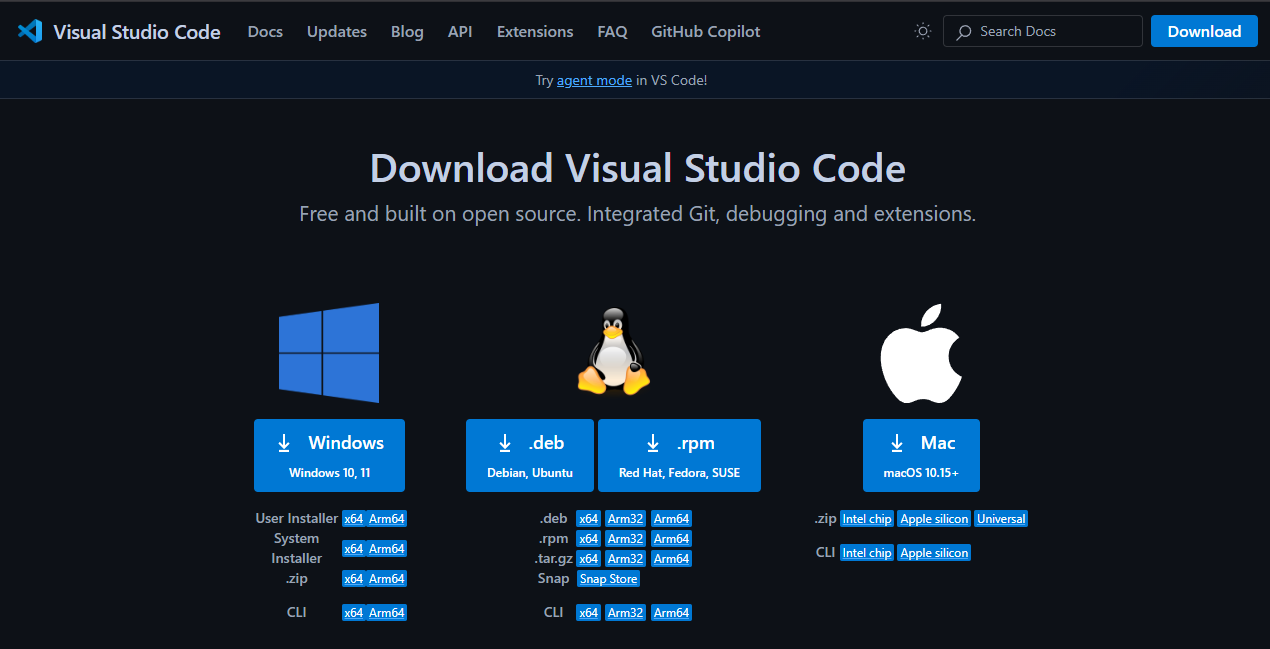 Visual Studio Code Docs Updates Blog API Extensions FAQ GitHub Copilot Search Docs Download
Try agent mode in VS Code!
Download Visual Studio Code
Free and built on open source. Integrated Git, debugging and extensions.
Windows
Windows 10, 11
User Installer x64 Arm64
System
Installer x64 Arm64
.zip x64 Arm64
CLI x64 Arm64
.deb
Debian, Ubuntu
.rpm
Red Hat, Fedora, SUSE
.deb x64 Arm32 Arm64
.rpm x64 Arm32 Arm64
.tar.gz x64 Arm32 Arm64
Snap Snap Store
CLI x64 Arm32 Arm64
Mac
macOS 10.15+
.zip Intel chip Apple silicon Universal
CLI Intel chip Apple silicon